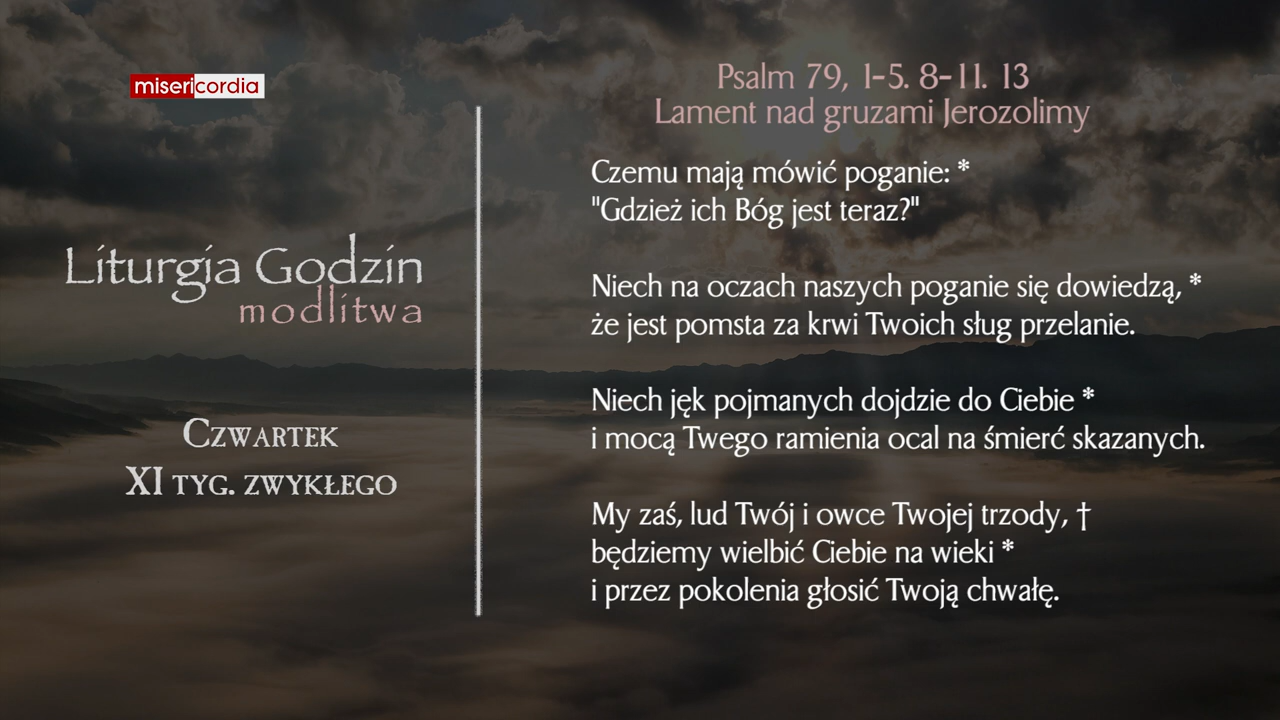 misericordia
Liturgia Godzin
modlitwa
Czwartek
XI tyg. zwykłego
Psalm 79, 1-5. 8-11. 13
Lament nad gruzami Jerozolimy
Czemu mają mówić poganie: *
"Gdzież ich Bóg jest teraz?"
Niech na oczach naszych poganie się dowiedzą, *
że jest pomsta za krwi Twoich sług przelanie.
Niech jęk pojmanych dojdzie do Ciebie *
i mocą Twego ramienia ocal na śmierć skazanych.
My zaś, lud Twój i owce Twojej trzody, †
będziemy wielbić Ciebie na wieki *
i przez pokolenia głosić Twoją chwałę.